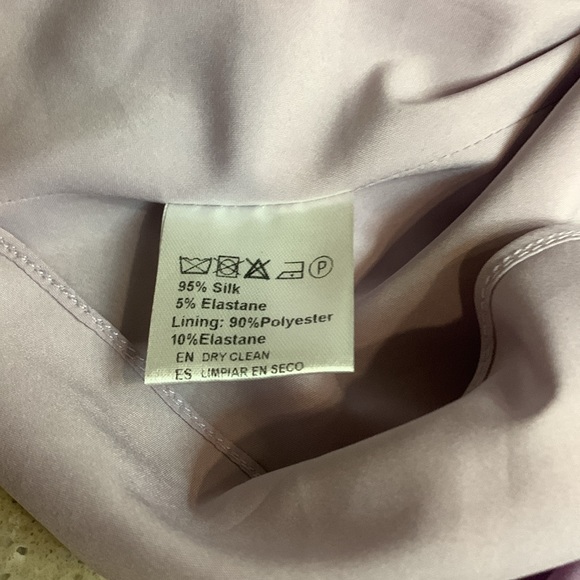 P
95% Silk
5% Elastane
Lining: 90%Polyester
10%Elastane
EN DRY CLEAN
ES LIMPIAR EN SECO